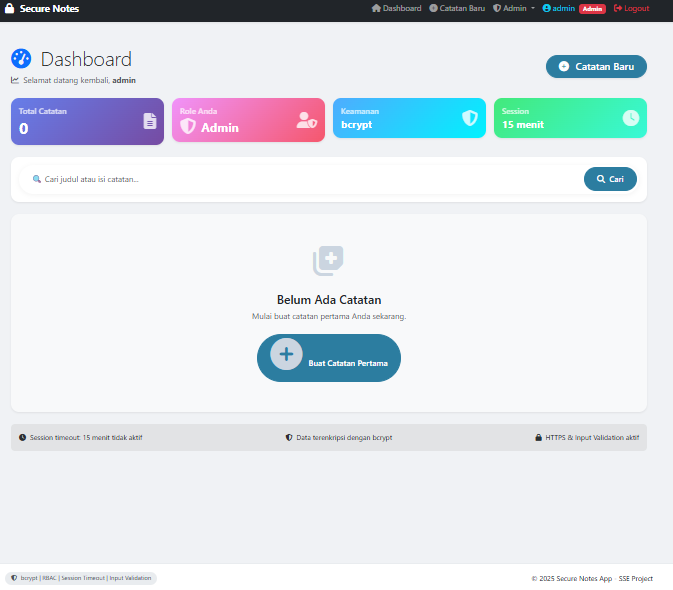 Secure Notes
Dashboard
Catatan Baru
Admin
admin
Admin
Logout
Dashboard
Selamat datang kembali, admin
Catatan Baru
Total Catatan
0
Role Anda
Admin
Keamanan
bcrypt
Session
15 menit
Cari judul atau isi catatan...
Cari
Belum Ada Catatan
Mulai buat catatan pertama Anda sekarang.
Buat Catatan Pertama
Session timeout: 15 menit tidak aktif
Data terenkripsi dengan bcrypt
HTTPS & Input Validation aktif
bcrypt | RBAC | Session Timeout | Input Validation
© 2025 Secure Notes App · SSE Project